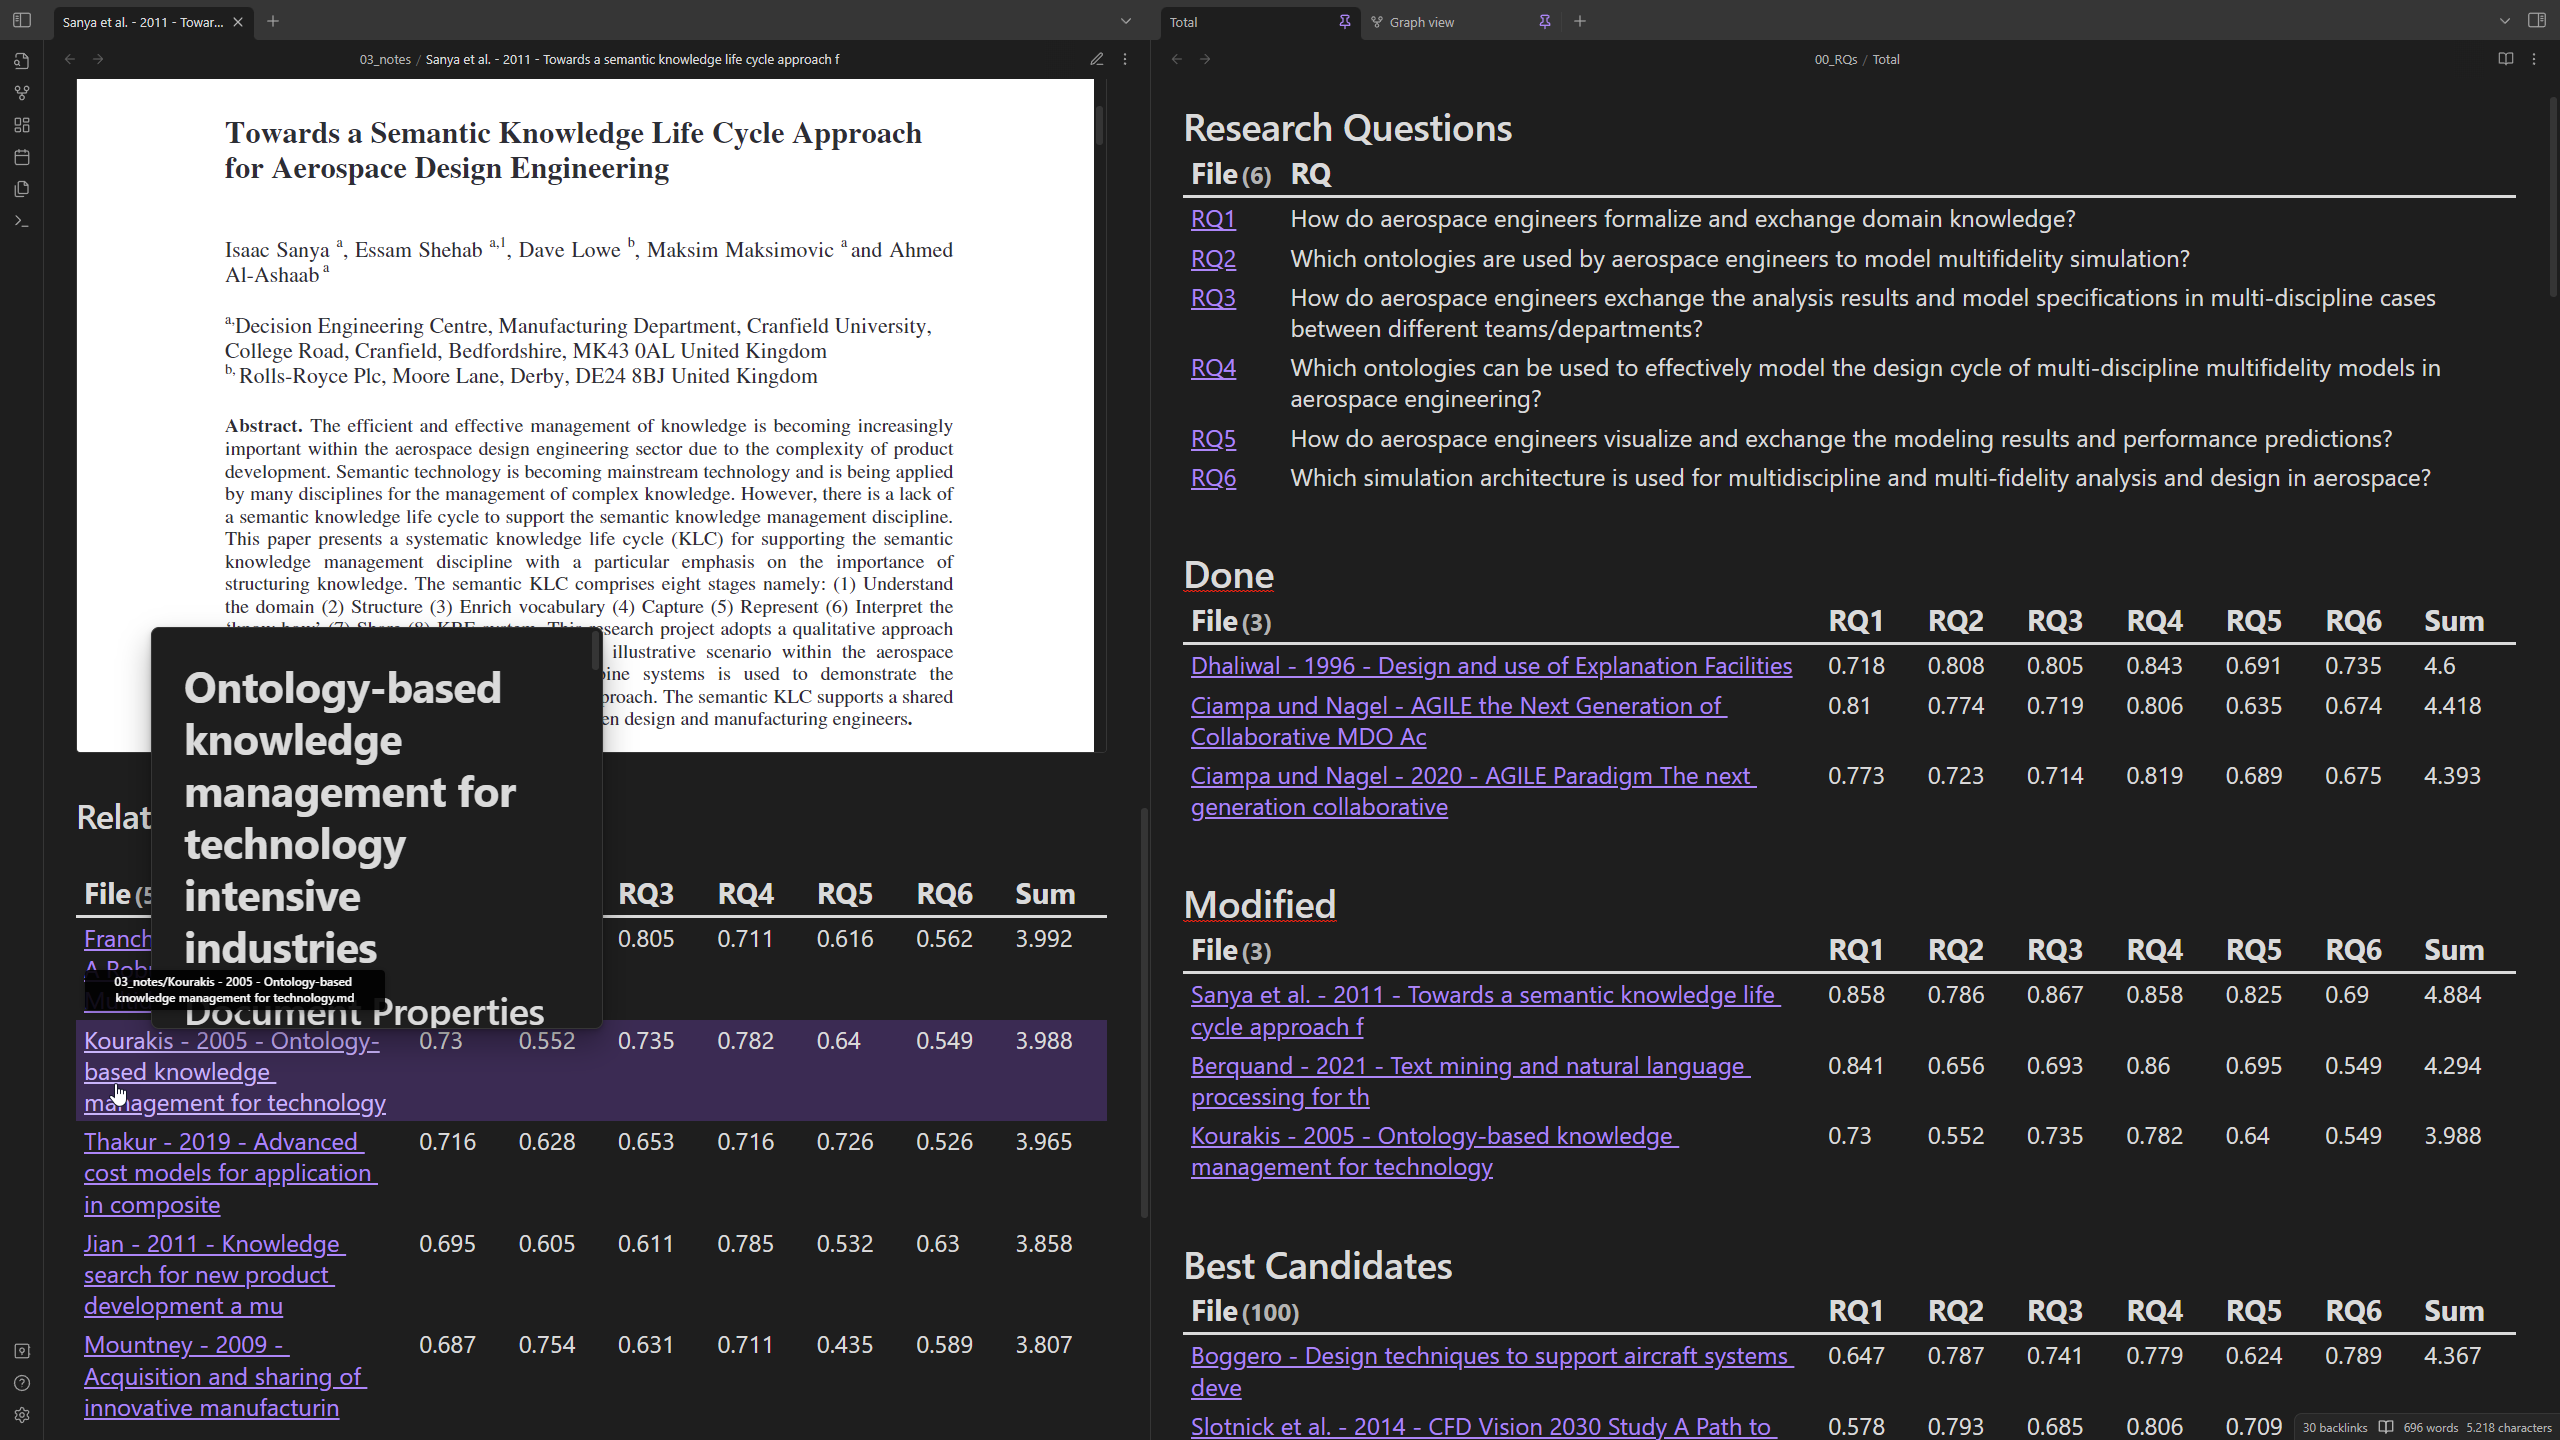 Sanya et al. - 2011 - Towar...
03_notes / Sanya et al. - 2011 - Towards a semantic knowledge life cycle approach f
Towards a Semantic Knowledge Life Cycle Approach
for Aerospace Design Engineering
Isaac Sanya a, Essam Shehab a,1, Dave Lowe b, Maksim Maksimovic a and Ahmed
Al-Ashaab a
a,Decision Engineering Centre, Manufacturing Department, Cranfield University,
College Road, Cranfield, Bedfordshire, MK43 0AL United Kingdom
b, Rolls-Royce Plc, Moore Lane, Derby, DE24 8BJ United Kingdom
Abstract. The efficient and effective management of knowledge is becoming increasingly
important within the aerospace design engineering sector due to the complexity of product
development. Semantic technology is becoming mainstream technology and is being applied
by many disciplines for the management of complex knowledge. However, there is a lack of
a semantic knowledge life cycle to support the semantic knowledge management discipline.
This paper presents a systematic knowledge life cycle (KLC) for supporting the semantic
knowledge management discipline with a particular emphasis on the importance of
structuring knowledge. The semantic KLC comprises eight stages namely: (1) Understand
the domain (2) Structure (3) Enrich vocabulary (4) Capture (5) Represent (6) Interpret the
research project adopts a qualitative approach
illustrative scenario within the aerospace
systems is used to demonstrate the
The semantic KLC supports a shared
design and manufacturing engineers.
Ontology-based
knowledge
management for
technology
intensive
industries
Document Properties
03_notes/Kourakis - 2005 - Ontology-based
knowledge management for technology.md
Relat
File RQ3 RQ4 RQ5 RQ6 Sum
Franch 0.805 0.711 0.616 0.562 3.992
Kourakis - 2005 - Ontology- 0.73 0.552 0.735 0.782 0.64 0.549 3.988
based knowledge
management for technology
Thakur - 2019 - Advanced 0.716 0.628 0.653 0.716 0.726 0.526 3.965
cost models for application
in composite
Jian - 2011 - Knowledge 0.695 0.605 0.611 0.785 0.532 0.63 3.858
search for new product
development a mu
Mountney - 2009 - 0.687 0.754 0.631 0.711 0.435 0.589 3.807
Acquisition and sharing of
innovative manufacturin
Total Graph view
00_RQs / Total
Research Questions
File (6) RQ
RQ1 How do aerospace engineers formalize and exchange domain knowledge?
RQ2 Which ontologies are used by aerospace engineers to model multifidelity simulation?
RQ3 How do aerospace engineers exchange the analysis results and model specifications in multi-discipline cases
between different teams/departments?
RQ4 Which ontologies can be used to effectively model the design cycle of multi-discipline multifidelity models in
aerospace engineering?
RQ5 How do aerospace engineers visualize and exchange the modeling results and performance predictions?
RQ6 Which simulation architecture is used for multidiscipline and multi-fidelity analysis and design in aerospace?
Done
File (3) RQ1 RQ2 RQ3 RQ4 RQ5 RQ6 Sum
Dhaliwal - 1996 - Design and use of Explanation Facilities 0.718 0.808 0.805 0.843 0.691 0.735 4.6
Ciampa und Nagel - AGILE the Next Generation of 0.81 0.774 0.719 0.806 0.635 0.674 4.418
Collaborative MDO Ac
Ciampa und Nagel - 2020 - AGILE Paradigm The next 0.773 0.723 0.714 0.819 0.689 0.675 4.393
generation collaborative
Modified
File (3) RQ1 RQ2 RQ3 RQ4 RQ5 RQ6 Sum
Sanya et al. - 2011 - Towards a semantic knowledge life 0.858 0.786 0.867 0.858 0.825 0.69 4.884
cycle approach f
Berquand - 2021 - Text mining and natural language 0.841 0.656 0.693 0.86 0.695 0.549 4.294
processing for th
Kourakis - 2005 - Ontology-based knowledge 0.73 0.552 0.735 0.782 0.64 0.549 3.988
management for technology
Best Candidates
File (100) RQ1 RQ2 RQ3 RQ4 RQ5 RQ6 Sum
Boggero - Design techniques to support aircraft systems 0.647 0.787 0.741 0.779 0.624 0.789 4.367
deve
Slotnick et al. - 2014 - CFD Vision 2030 Study A Path to 0.578 0.793 0.685 0.806 0.709
30 backlinks 696 words 5.218 characters